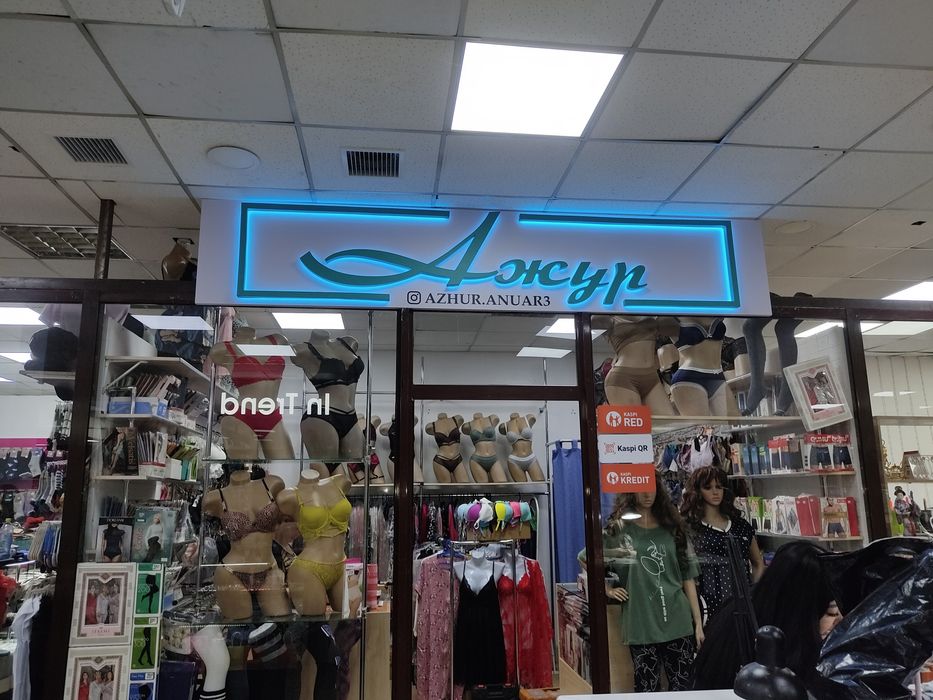 Ажур
AZHUR.ANUAR3
In Trend
KASPI
RED
Kaspi QR
KASPI
KREDIT